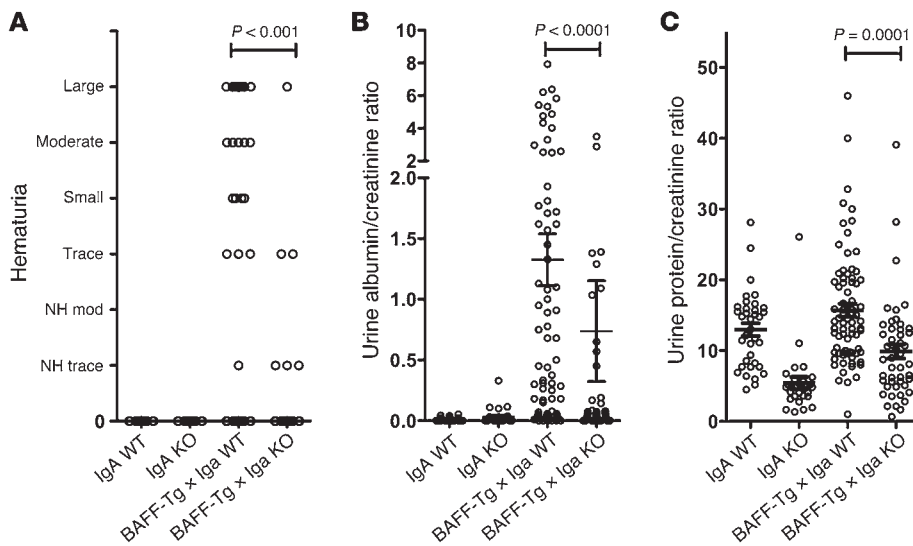 A
P < 0.001
Hematuria
Large
Moderate
Small
Trace
NH mod
NH trace
0
IgA WT
IgA KO
BAFF-Tg × Iga WT
BAFF-Tg × Iga KO
B
P < 0.0001
Urine albumin/creatinine ratio
10
8
6
4
2
2.0
1.5
1.0
0.5
0.0
IgA WT
IgA KO
BAFF-Tg × Iga WT
BAFF-Tg × Iga KO
C
P = 0.0001
Urine protein/creatinine ratio
50
40
30
20
10
0
IgA WT
IgA KO
BAFF-Tg × Iga WT
BAFF-Tg × Iga KO